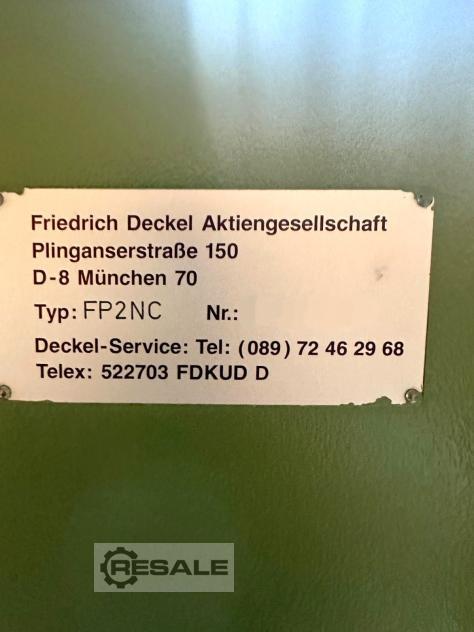 Friedrich Deckel Aktiengesellschaft
Plinganserstraße 150
D-8 München 70
Typ: FP2NC Nr.:
Deckel-Service: Tel: (089) 72 46 29 68
Telex: 522703 FDKUD D
RESALE